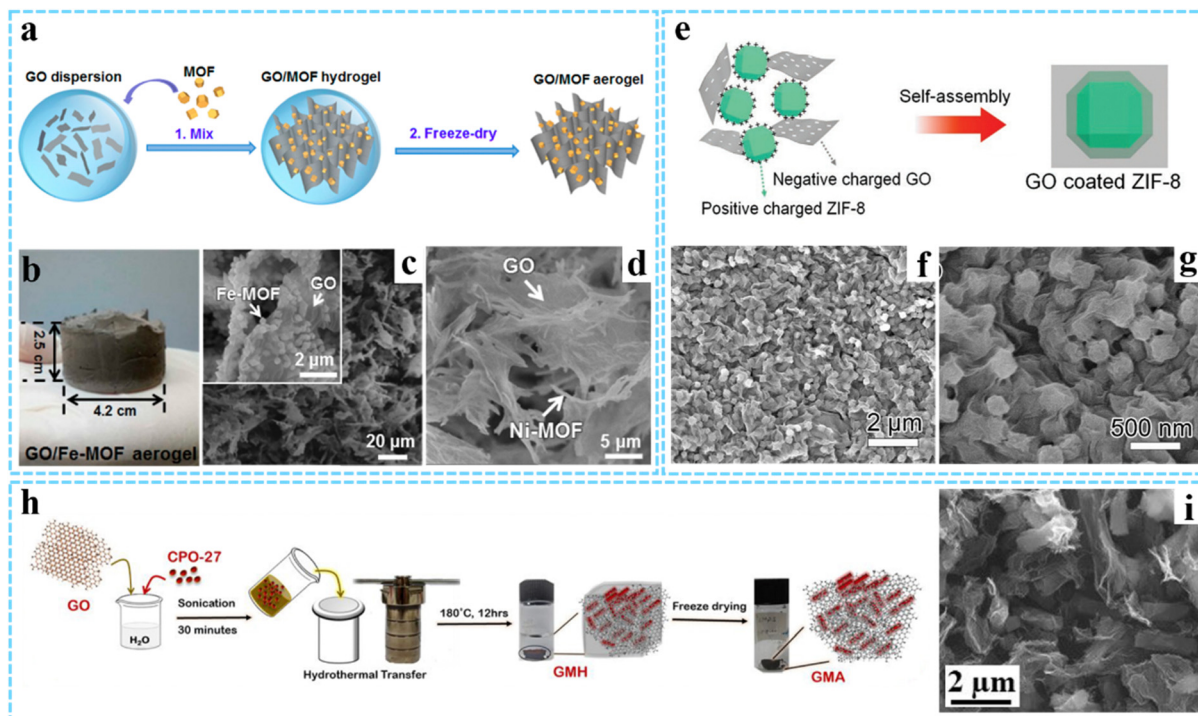 a
GO dispersion
MOF
GO/MOF hydrogel
GO/MOF aerogel
1. Mix
2. Freeze-dry
b
2.5 cm
4.2 cm
GO/Fe-MOF aerogel
c
Fe-MOF
GO
2 μm
20 μm
d
GO
Ni-MOF
5 μm
e
Self-assembly
Negative charged GO
Positive charged ZIF-8
GO coated ZIF-8
f
2 μm
g
500 nm
h
GO
CPO-27
H₂O
Sonication
30 minutes
Hydrothermal Transfer
180°C, 12hrs
GMH
Freeze drying
GMA
i
2 μm